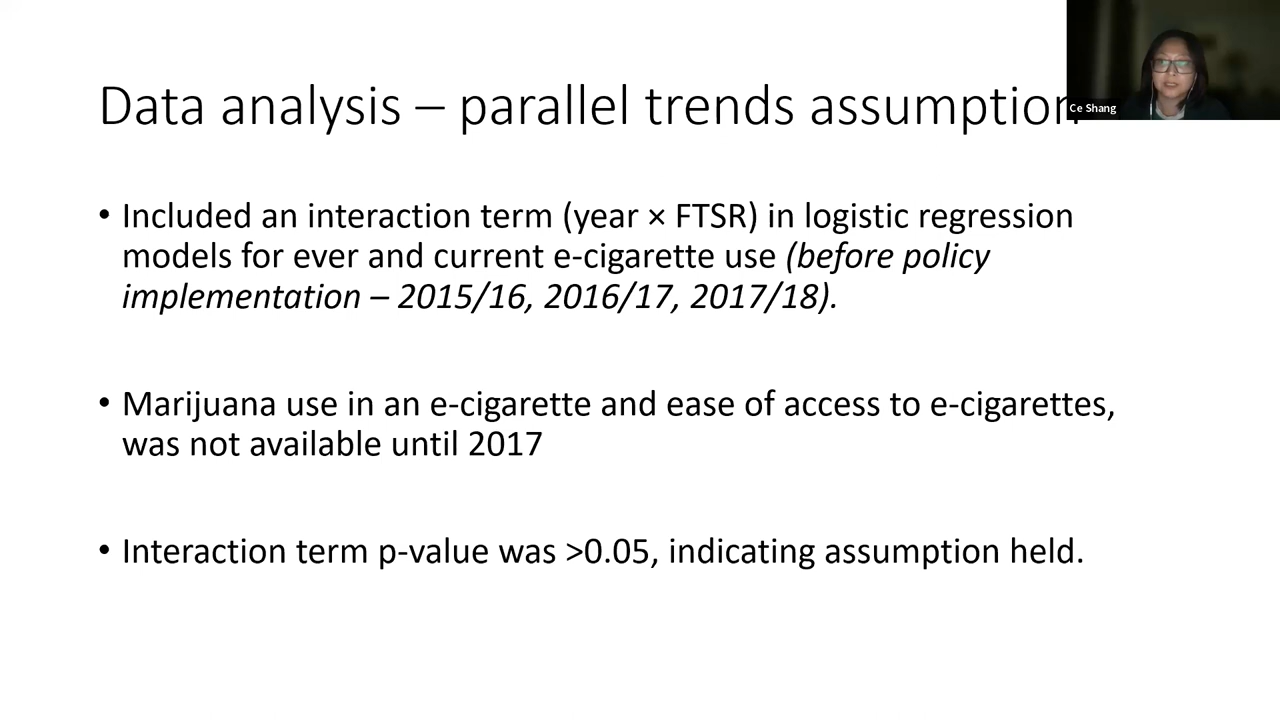 Data analysis – parallel trends assumption
Ce Shang
• Included an interaction term (year × FTSR) in logistic regression
models for ever and current e-cigarette use (before policy
implementation – 2015/16, 2016/17, 2017/18).
• Marijuana use in an e-cigarette and ease of access to e-cigarettes,
was not available until 2017
• Interaction term p-value was >0.05, indicating assumption held.